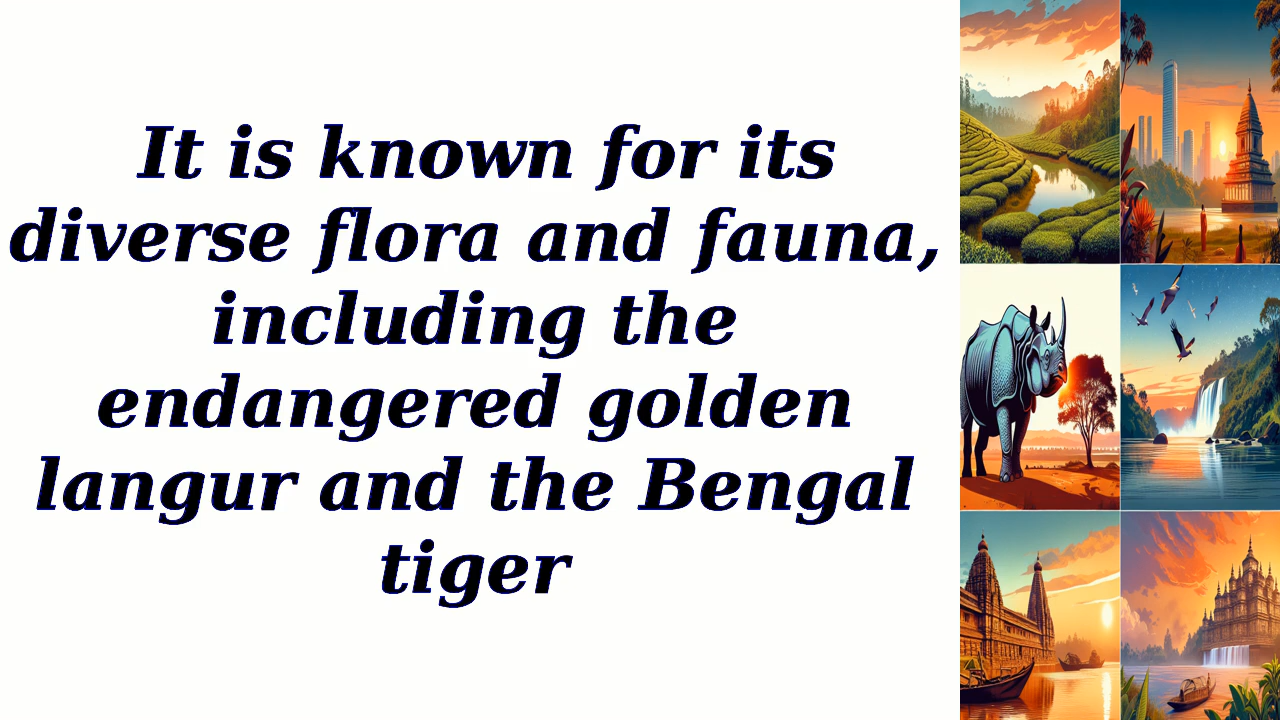 It is known for its
diverse flora and fauna,
including the
endangered golden
langur and the Bengal
tiger